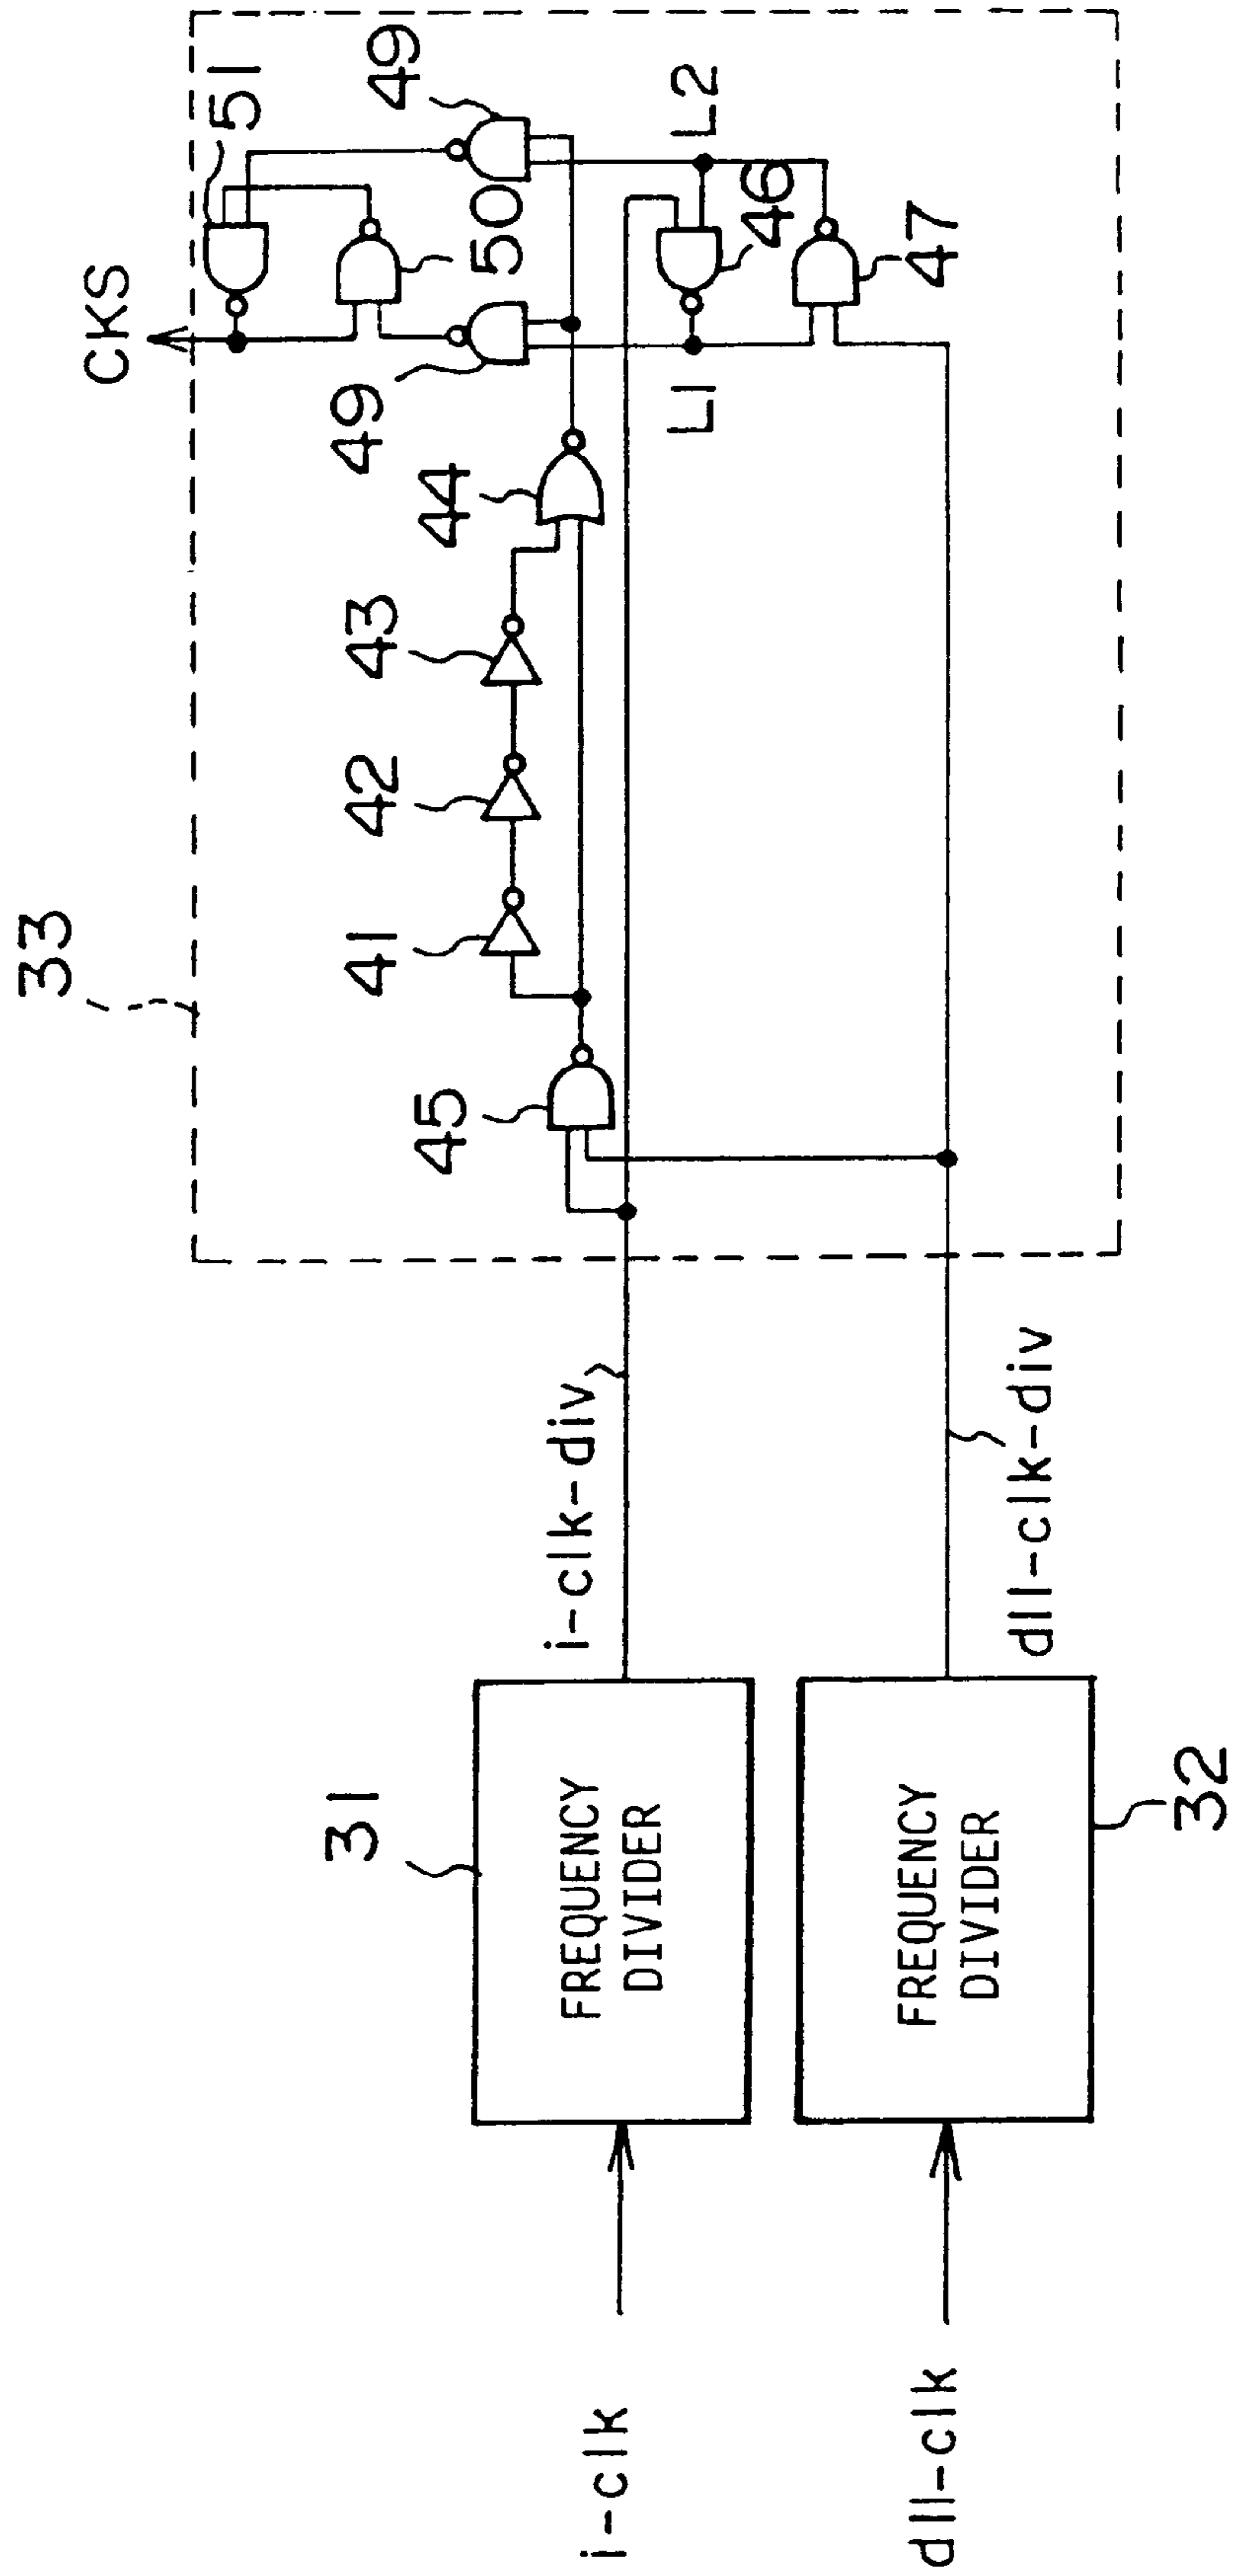 33
CKS
51
49
50
49
44
43
42
41
45
L2
46
47
L1
i-clk-div
dll-clk-div
31
FREQUENCY
DIVIDER
FREQUENCY
DIVIDER
32
i-clk
dll-clk